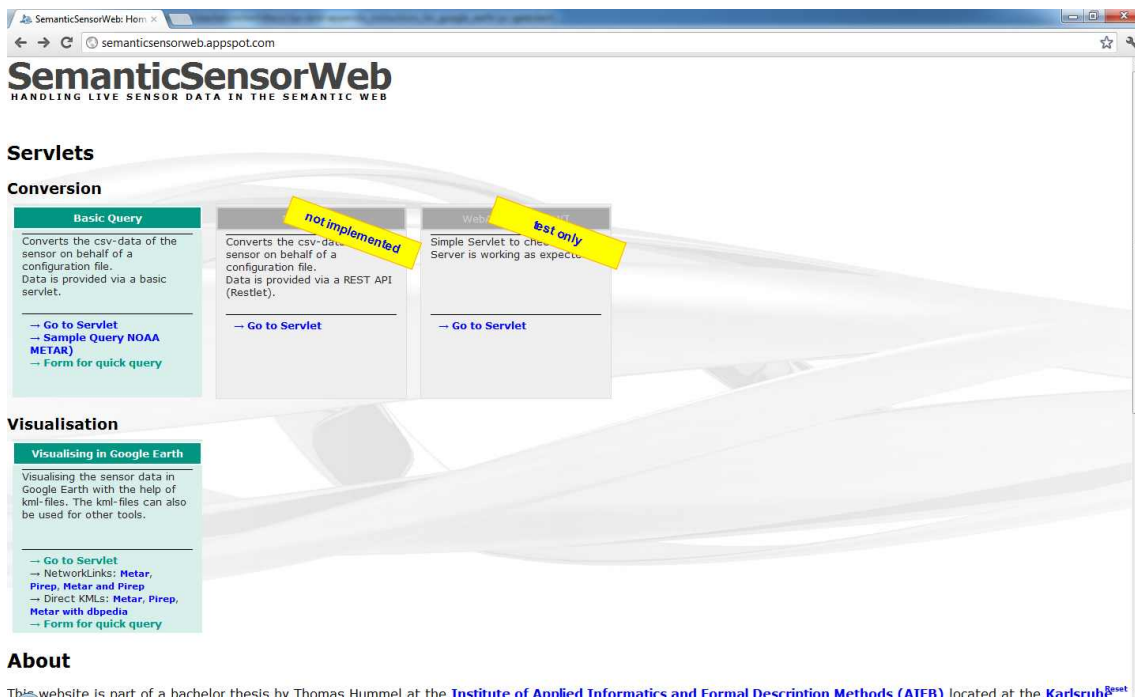 SemanticSensorWeb: Hom
semanticsensorweb.appspot.com
SemanticSensorWeb
HANDLING LIVE SENSOR DATA IN THE SEMANTIC WEB
Servlets
Conversion
Basic Query
Converts the csv-data of the
sensor on behalf of a
configuration file.
Data is provided via a basic
servlet.
→ Go to Servlet
→ Sample Query NOAA
METAR)
→ Form for quick query
not implemented
Converts the csv-data
sensor on behalf of a
configuration file.
Data is provided via a REST API
(Restlet).
→ Go to Servlet
test only
Simple Servlet to
Server is working as
→ Go to Servlet
Visualisation
Visualising in Google Earth
Visualising the sensor data in
Google Earth with the help of
kml-files. The kml-files can also
be used for other tools.
→ Go to Servlet
→ NetworkLinks: Metar,
Pirep, Metar and Pirep
→ Direct KMLs: Metar, Pirep,
Metar with dbpedia
→ Form for quick query
About
This website is part of a bachelor thesis by Thomas Hummel at the Institute of Applied Informatics and Formal Description Methods (AIFB) located at the Karlsruhe
Reset